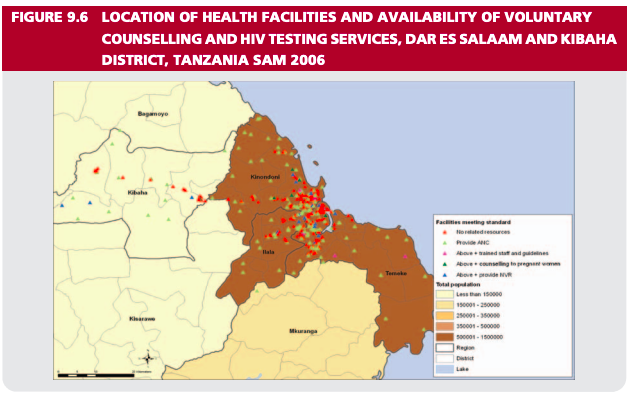 FIGURE 9.6 LOCATION OF HEALTH FACILITIES AND AVAILABILITY OF VOLUNTARY
COUNSELLING AND HIV TESTING SERVICES, DAR ES SALAAM AND KIBAHA
DISTRICT, TANZANIA SAM 2006
Bagamoyo
Kinondoni
Kibaha
Ilala
Temeke
Kisarawe
Mkuranga
Facilities meeting standard
No related resources
Provide ANC
Above + trained staff and guidelines
Above + counselling to pregnant women
Above + provide NVR
Total population
Less than 150000
150001 - 250000
250001 - 350000
350001 - 500000
500001 - 1500000
Region
District
Lake